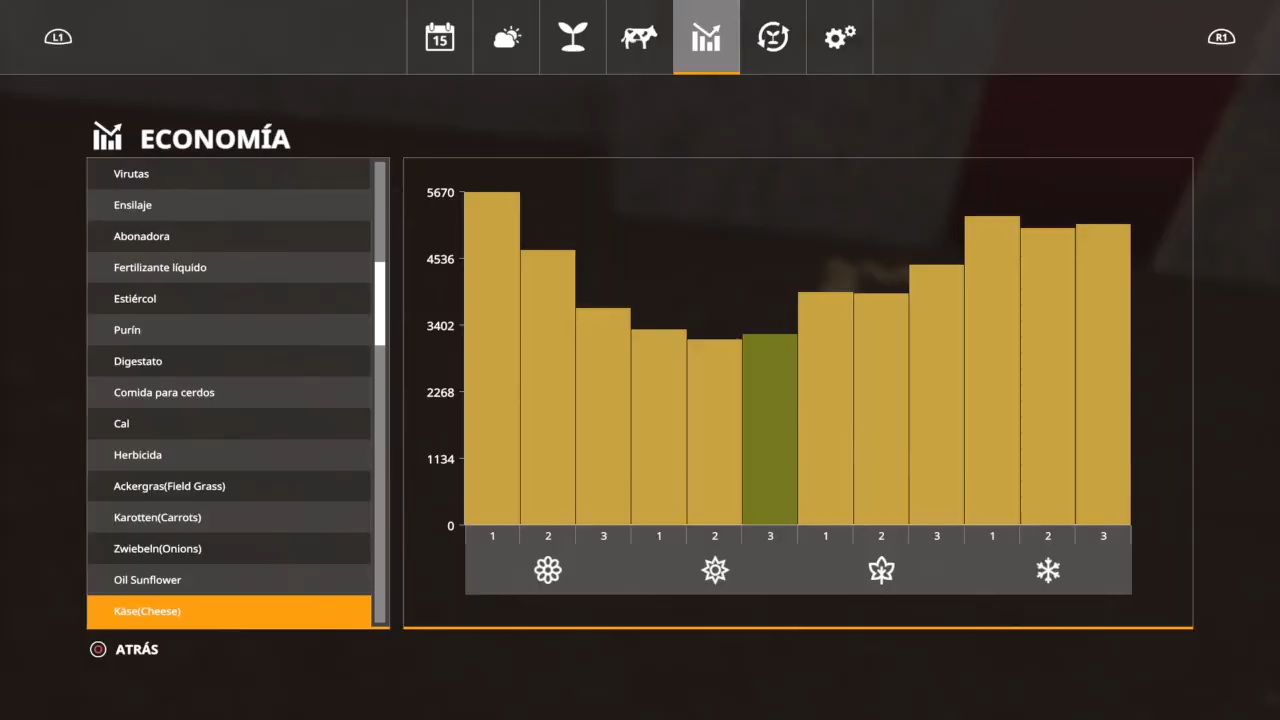 L1
15
R1
ECONOMÍA
Virutas
Ensilaje
Abonadora
Fertilizante líquido
Estiércol
Purín
Digestato
Comida para cerdos
Cal
Herbicida
Ackergras(Field Grass)
Karotten(Carrots)
Zwiebeln(Onions)
Oil Sunflower
Käse(Cheese)
ATRÁS
5670
4536
3402
2268
1134
0
1 2 3 1 2 3 1 2 3 1 2 3